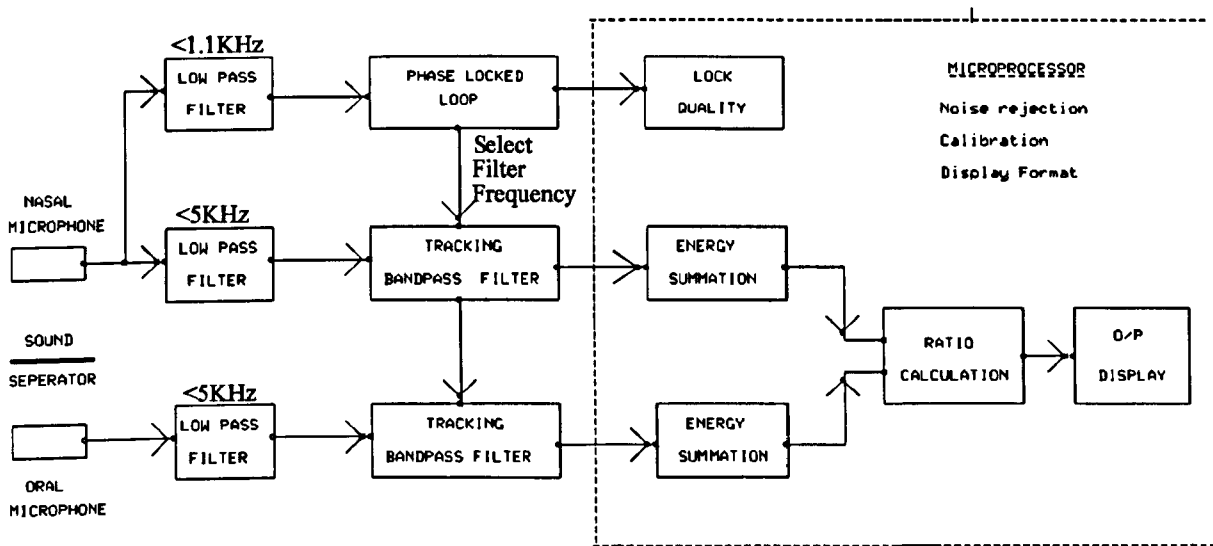 <1.1KHz
LOW PASS
FILTER
PHASE LOCKED
LOOP
LOCK
QUALITY
MICROPROCESSOR
Noise rejection
Calibration
Display Format
Select
Filter
Frequency
NASAL
MICROPHONE
<5KHz
LOW PASS
FILTER
TRACKING
BANDPASS FILTER
ENERGY
SUMMATION
SOUND
SEPERATOR
RATIO
CALCULATION
O/P
DISPLAY
<5KHz
LOW PASS
FILTER
TRACKING
BANDPASS FILTER
ENERGY
SUMMATION
ORAL
MICROPHONE